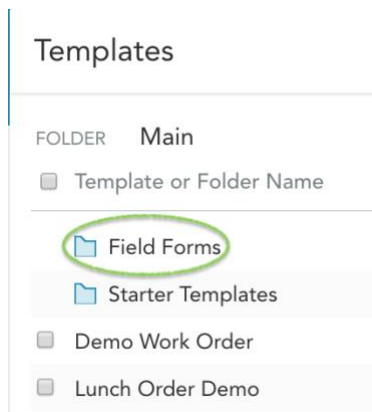 Templates
FOLDER Main
Template or Folder Name
Field Forms
Starter Templates
Demo Work Order
Lunch Order Demo